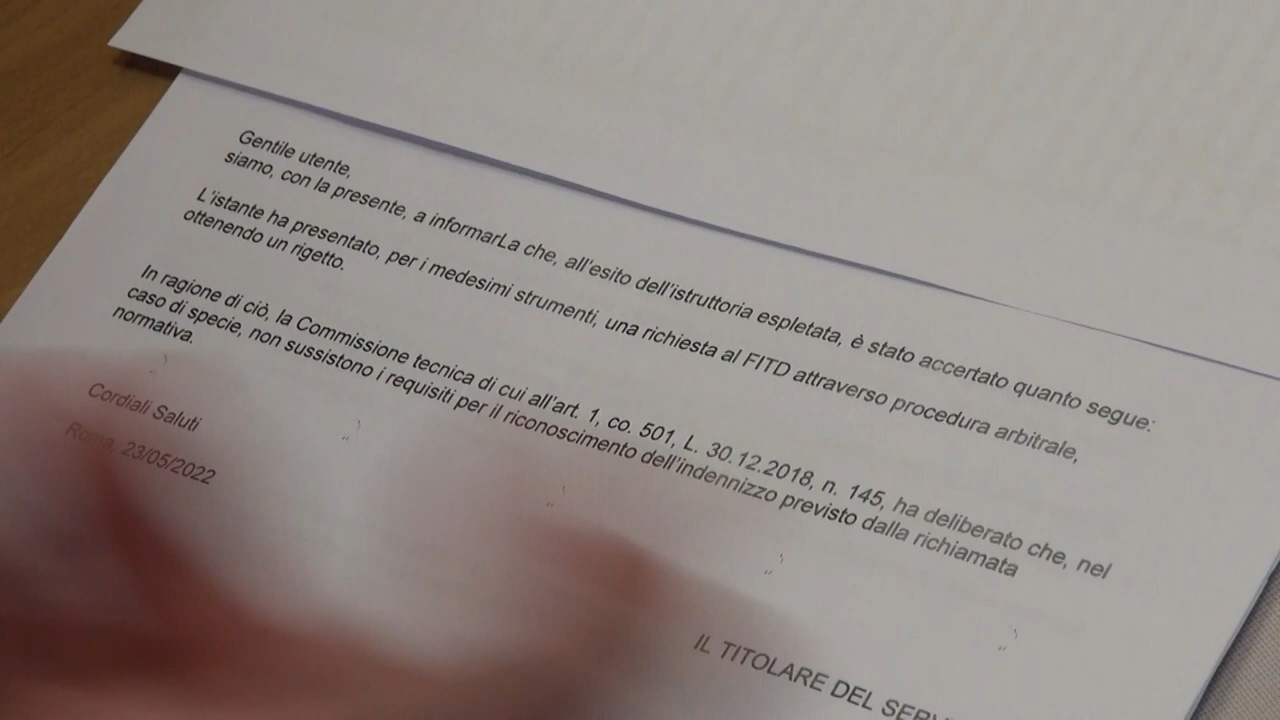 Gentile utente,
siamo, con la presente, a informarLa che, all'esito dell'istruttoria espletata, è stato accertato quanto segue:
L'istante ha presentato, per i medesimi strumenti, una richiesta al FITD attraverso procedura arbitrale,
ottenendo un rigetto.
In ragione di ciò, la Commissione tecnica di cui all'art. 1, co. 501, L. 30.12.2018, n. 145, ha deliberato che, nel
caso di specie, non sussistono i requisiti per il riconoscimento dell'indennizzo previsto dalla richiamata
normativa.
Cordiali Saluti
Roma, 23/05/2022
IL TITOLARE DEL